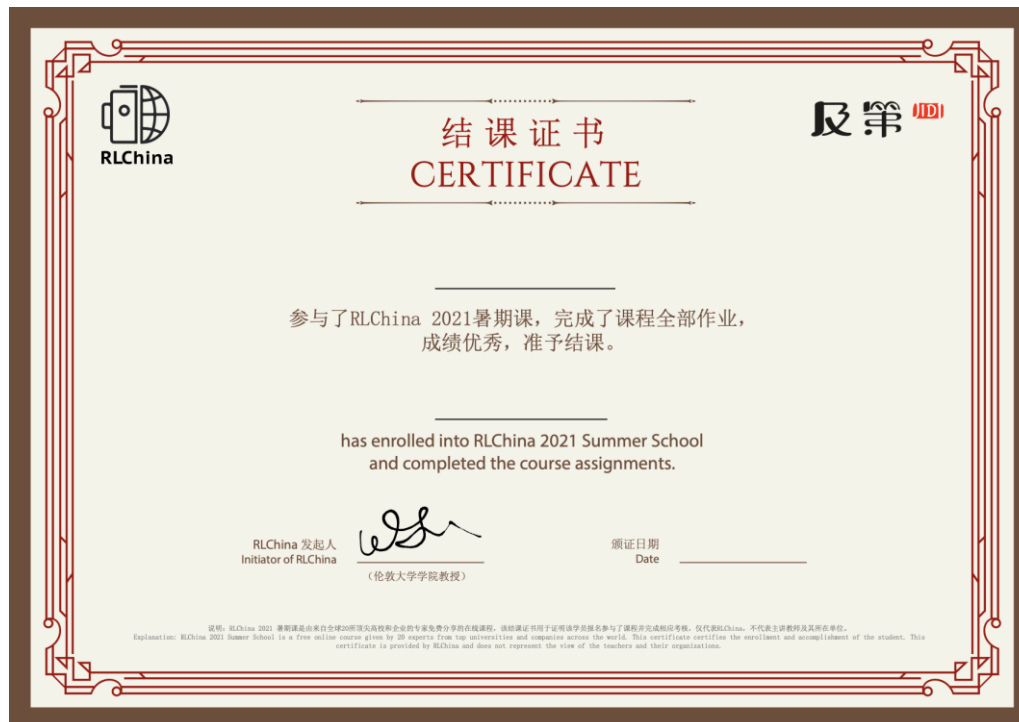 RLChina
结课证书
CERTIFICATE
及第 JIDI
参与了RLChina 2021暑期课，完成了课程全部作业，
成绩优秀，准予结课。
has enrolled into RLChina 2021 Summer School
and completed the course assignments.
RLChina 发起人
Initiator of RLChina
（伦敦大学学院教授）
颁证日期
Date
说明：RLChina 2021 暑期课是由来自全球20所顶尖高校和企业的专家免费分享的在线课程，该结课证书用于证明该学员报名参与了课程并完成相应考核，仅代表RLChina，不代表主讲教师及其所在单位。
Explanation: RLChina 2021 Summer School is a free online course given by 20 experts from top universities and companies across the world. This certificate certifies the enrollment and accomplishment of the student. This
certificate is provided by RLChina and does not represent the view of the teachers and their organizations.